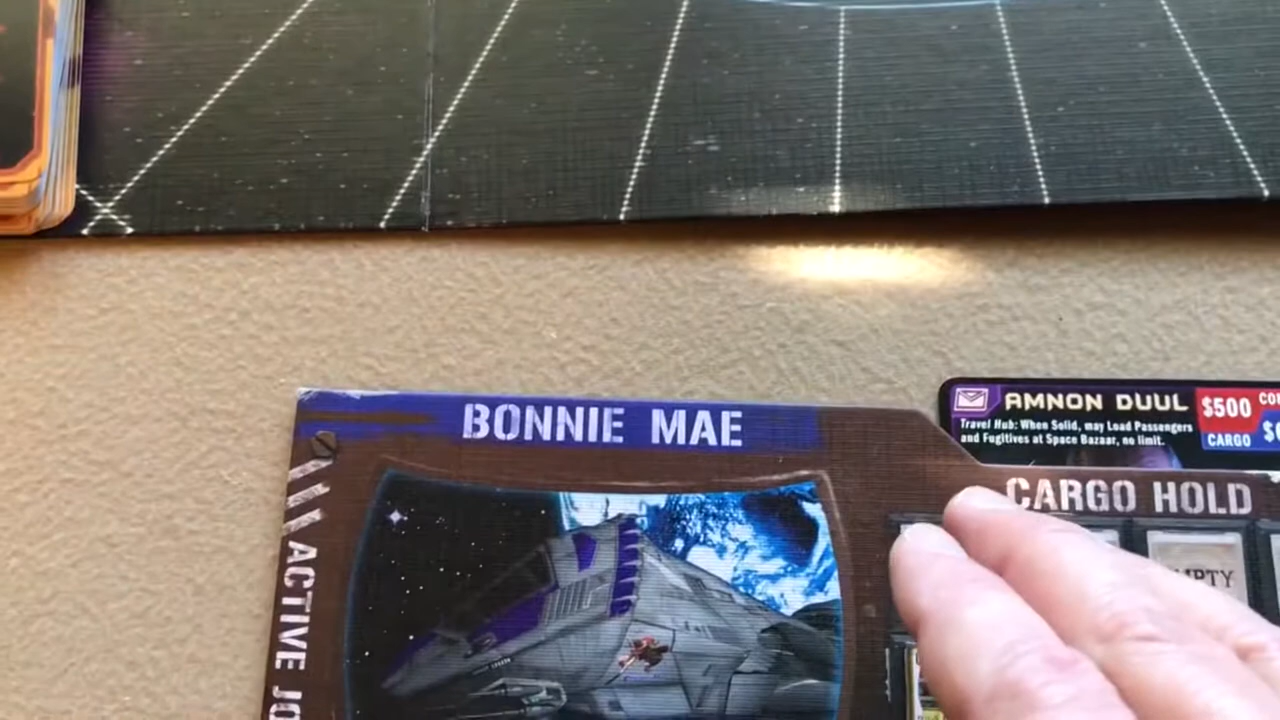 BONNIE MAE
AMNON DUUL
$500
Travel Hub: When Solid, may Load Passengers
and Fugitives at Space Bazaar, no limit.
CARGO
CARGO HOLD
ACTIVE